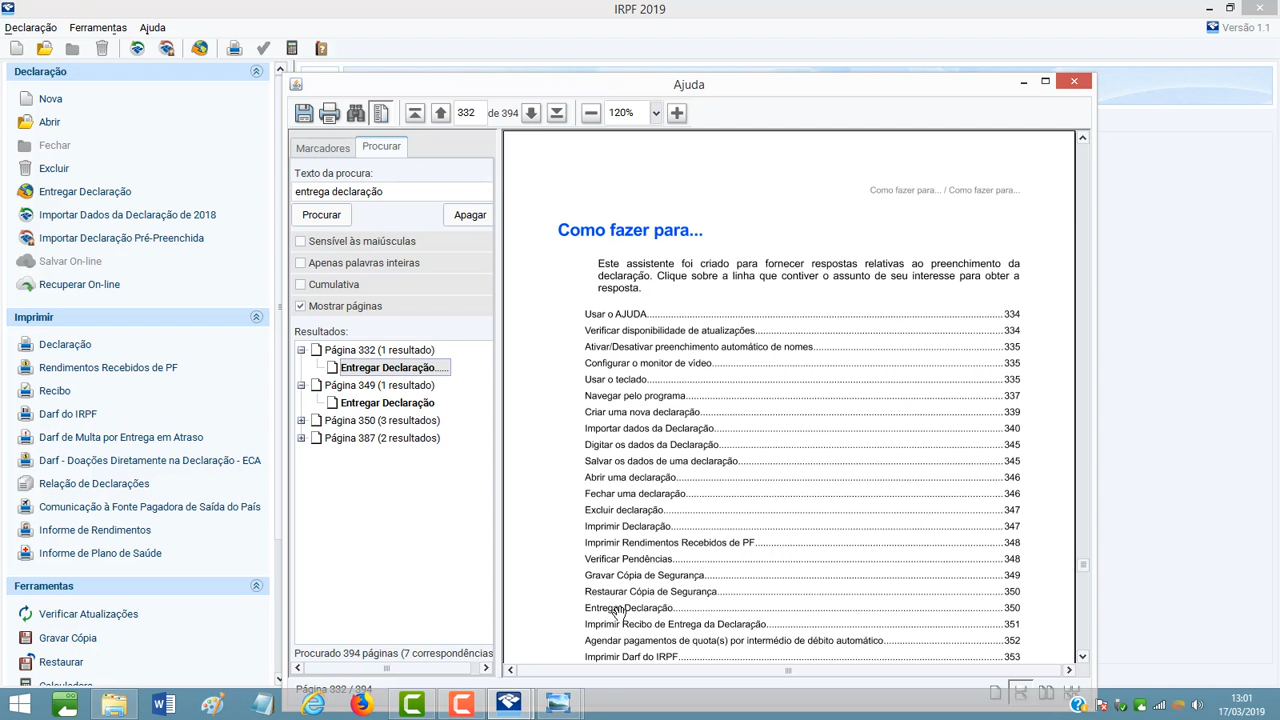 IRPF 2019
Declaração Ferramentas Ajuda
Versão 1.1
Declaração
Nova
Abrir
Fechar
Excluir
Entregar Declaração
Importar Dados da Declaração de 2018
Importar Declaração Pré-Preenchida
Salvar On-line
Recuperar On-line
Imprimir
Declaração
Rendimentos Recebidos de PF
Recibo
Darf do IRPF
Darf de Multa por Entrega em Atraso
Darf - Doações Diretamente na Declaração - ECA
Relação de Declarações
Comunicação à Fonte Pagadora de Saída do País
Informe de Rendimentos
Informe de Plano de Saúde
Ferramentas
Verificar Atualizações
Gravar Cópia
Restaurar
Ajuda
332 de 394 120%
Marcadores Procurar
Texto da procura:
entrega declaração
Procurar Apagar
Sensível às maiúsculas
Apenas palavras inteiras
Cumulativa
Mostrar páginas
Resultados:
Página 332 (1 resultado)
Entregar Declaração.....
Página 349 (1 resultado)
Entregar Declaração
Página 350 (3 resultados)
Página 387 (2 resultados)
Procurado 394 páginas (7 correspondências
Página 332 / 394
Como fazer para... / Como fazer para...
Como fazer para...
Este assistente foi criado para fornecer respostas relativas ao preenchimento da
declaração. Clique sobre a linha que contiver o assunto de seu interesse para obter a
resposta.
Usar o AJUDA....................334
Verificar disponibilidade de atualizações....................334
Ativar/Desativar preenchimento automático de nomes....................335
Configurar o monitor de vídeo....................335
Usar o teclado....................335
Navegar pelo programa....................337
Criar uma nova declaração....................339
Importar dados da Declaração....................340
Digitar os dados da Declaração....................345
Salvar os dados de uma declaração....................345
Abrir uma declaração....................346
Fechar uma declaração....................346
Excluir declaração....................347
Imprimir Declaração....................347
Imprimir Rendimentos Recebidos de PF....................348
Verificar Pendências....................348
Gravar Cópia de Segurança....................349
Restaurar Cópia de Segurança....................350
Entregar Declaração....................350
Imprimir Recibo de Entrega da Declaração....................351
Agendar pagamentos de quota(s) por intermédio de débito automático....................352
Imprimir Darf do IRPF....................353
13:01
17/03/2019